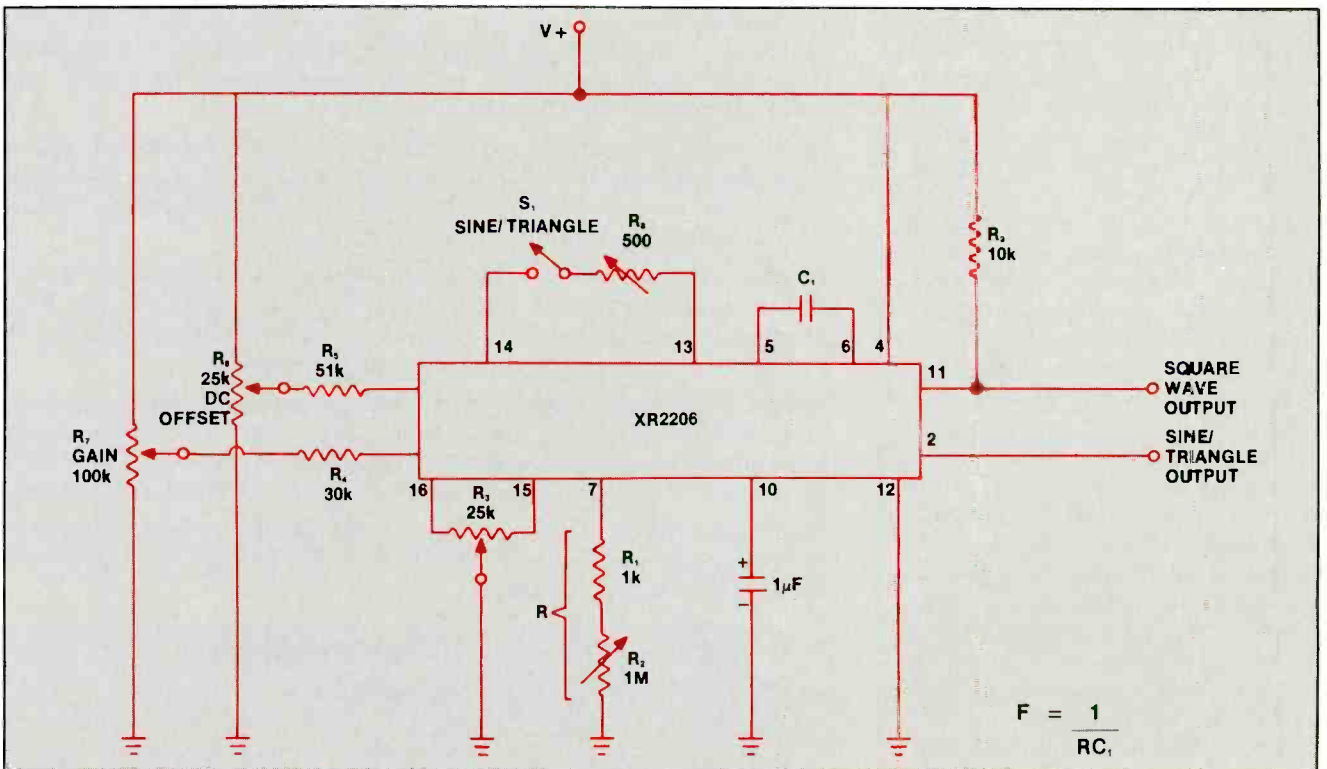 V +
S₁
SINE/ TRIANGLE
R₈
500
C₁
R₉
10k
14
13
5
6
4
R₅
51k
R₆
25k
DC
OFFSET
11
SQUARE
WAVE
OUTPUT
XR2206
R₇
GAIN
100k
R₄
30k
2
SINE/
TRIANGLE
OUTPUT
16
R₃
25k
15
7
10
12
R
R₁
1k
R₂
1M
+
1µF
−
F = 1
RC₁